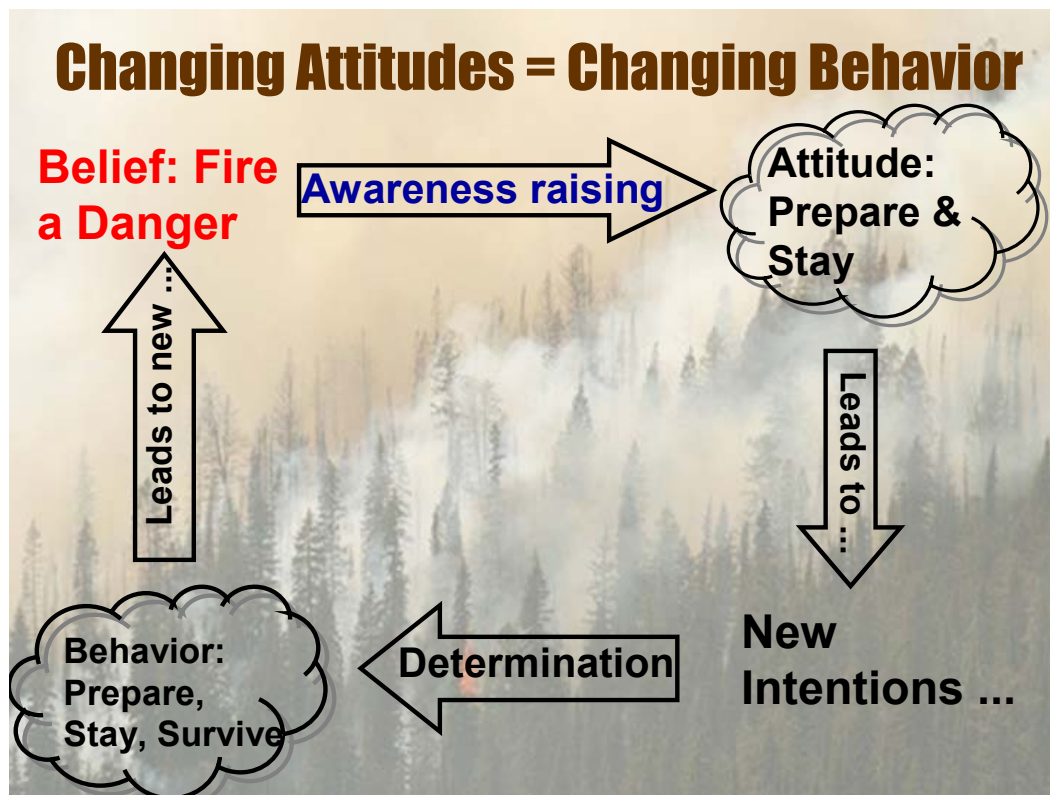 Changing Attitudes = Changing Behavior
Belief: Fire
a Danger
Awareness raising
Attitude:
Prepare &
Stay
Leads to ...
New
Intentions ...
Determination
Behavior:
Prepare,
Stay, Survive
Leads to new ...